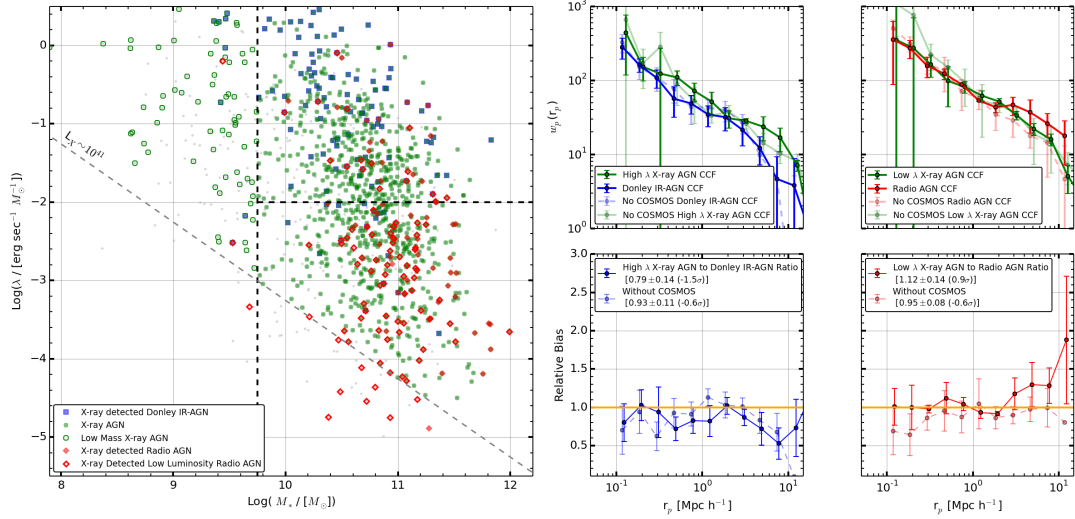 0
−1
−2
−3
−4
−5
Log(λ / [erg sec⁻¹ M⊙⁻¹])
Lx ~ 10⁴¹
X-ray detected Donley IR-AGN
X-ray AGN
Low Mass X-ray AGN
X-ray detected Radio AGN
X-ray Detected Low Luminosity Radio AGN
8 9 10 11 12
Log( M* / [M⊙])
10³
10²
10¹
10⁰
wp (rp)
High λ X-ray AGN CCF
Donley IR-AGN CCF
No COSMOS Donley IR-AGN CCF
No COSMOS High λ X-ray AGN CCF
Low λ X-ray AGN CCF
Radio AGN CCF
No COSMOS Radio AGN CCF
No COSMOS Low λ X-ray AGN CCF
3.0
2.5
2.0
1.5
1.0
0.5
Relative Bias
High λ X-ray AGN to Donley IR-AGN Ratio
[0.79±0.14 (-1.5σ)]
Without COSMOS
[0.93±0.11 (-0.6σ)]
10⁻¹ 10⁰ 10¹
rp [Mpc h⁻¹]
Low λ X-ray AGN to Radio AGN Ratio
[1.12±0.14 (0.9σ)]
Without COSMOS
[0.95±0.08 (-0.6σ)]
10⁻¹ 10⁰ 10¹
rp [Mpc h⁻¹]